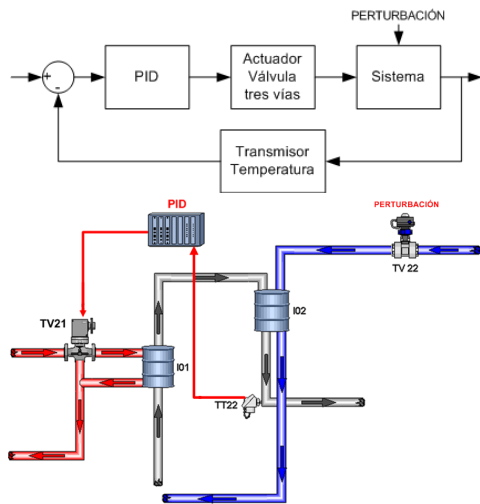 PERTURBACIÓN
+
-
PID
Actuador
Válvula
tres vías
Sistema
Transmisor
Temperatura
PID
PERTURBACIÓN
TV 22
TV21
I01
I02
TT22